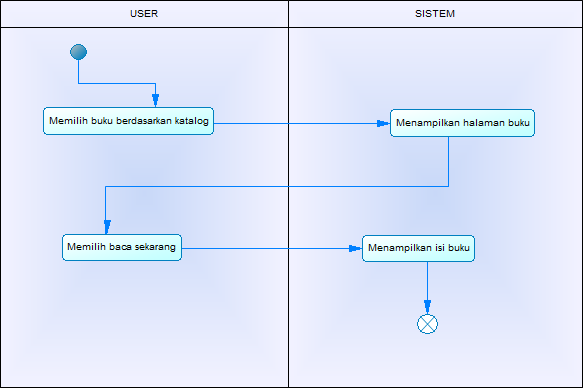 USER
SISTEM
Memilih buku berdasarkan katalog
Menampilkan halaman buku
Memilih baca sekarang
Menampilkan isi buku